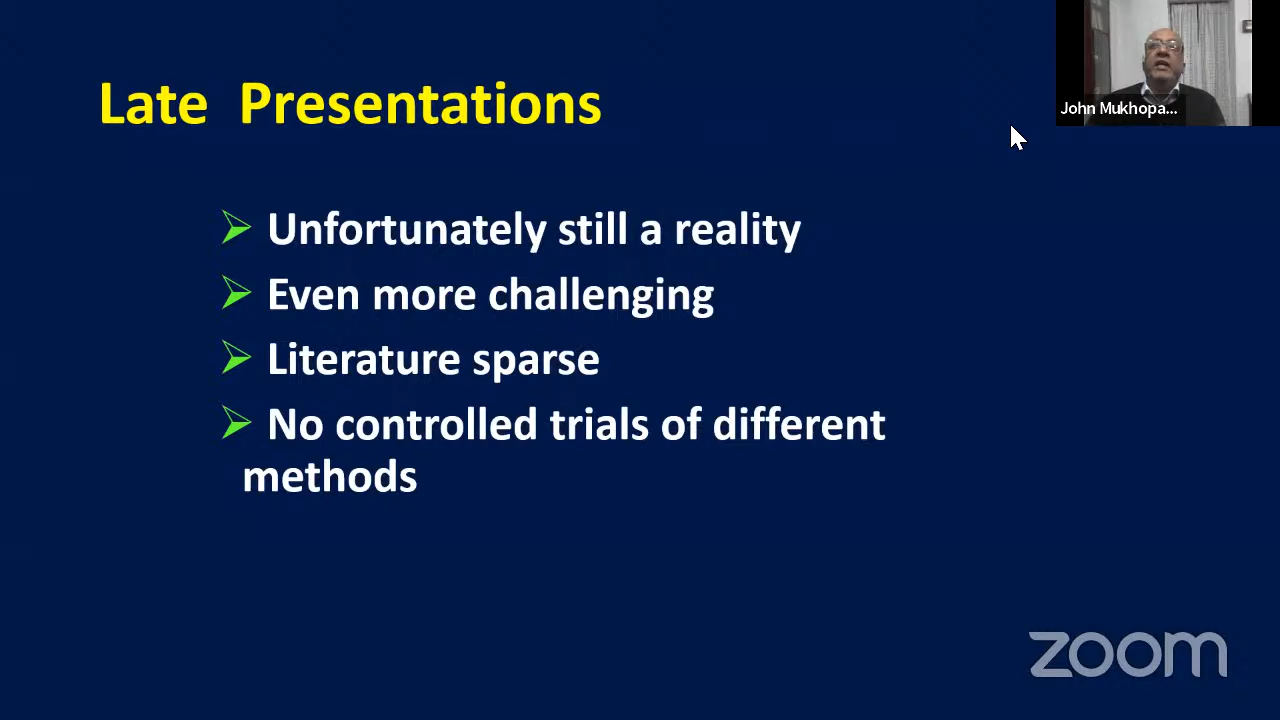 Late Presentations
John Mukhopa...
Unfortunately still a reality
Even more challenging
Literature sparse
No controlled trials of different
methods
zoom